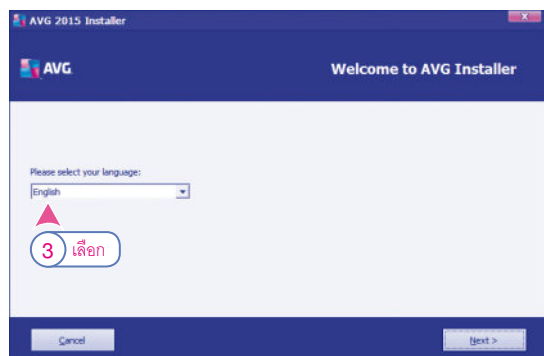 AVG 2015 Installer
AVG
Welcome to AVG Installer
Please select your language:
English
3 เลือก
Cancel
Next >